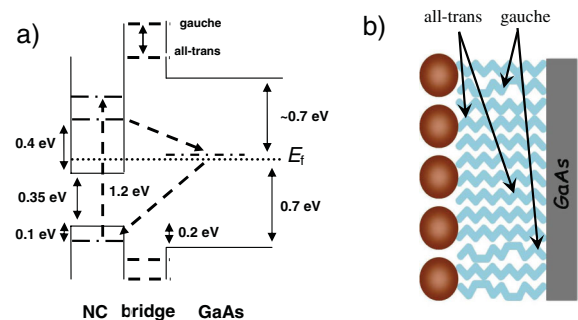 a)
gauche
all-trans
~0.7 eV
0.4 eV
Ef
0.35 eV
1.2 eV
0.7 eV
0.1 eV
0.2 eV
NC bridge GaAs
b)
all-trans gauche
GaAs